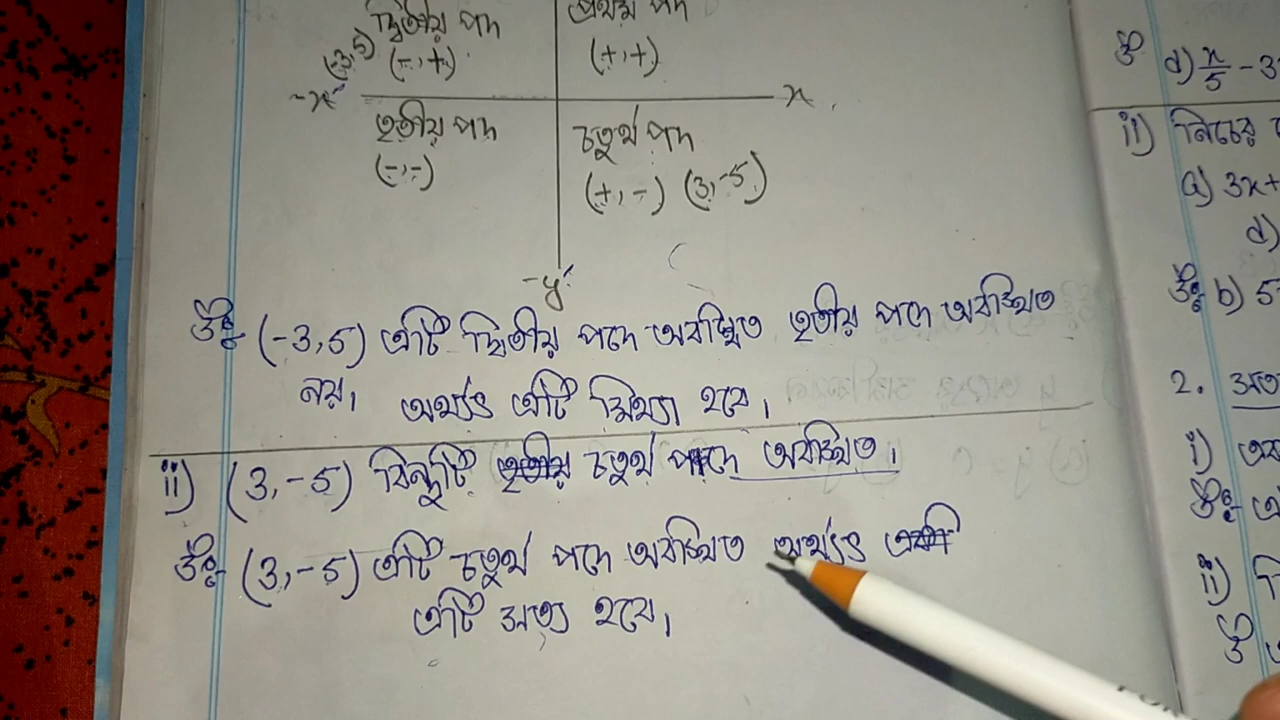 দ্বিতীয় পদ প্রথম পদ
(-3,5) (-,+) (+,+)
-x' x
তৃতীয় পদ চতুর্থ পদ
(-,-) (+,-) (3,-5)
-y'
উঃ (-3,5) এটি দ্বিতীয় পদে অবস্থিত তৃতীয় পদে অবস্থিত
নয়। অর্থাৎ এটি মিথ্যা হবে।
ii) (3,-5) বিন্দুটি তৃতীয় চতুর্থ পদে অবস্থিত।
উঃ (3,-5) এটি চতুর্থ পদে অবস্থিত অর্থাৎ
এটি সত্য হবে।
উ d) x/5 - 3
ii) নিচের
a) 3x+
d)
উঃ b) 5
2.
i)
উঃ
ii)
উ